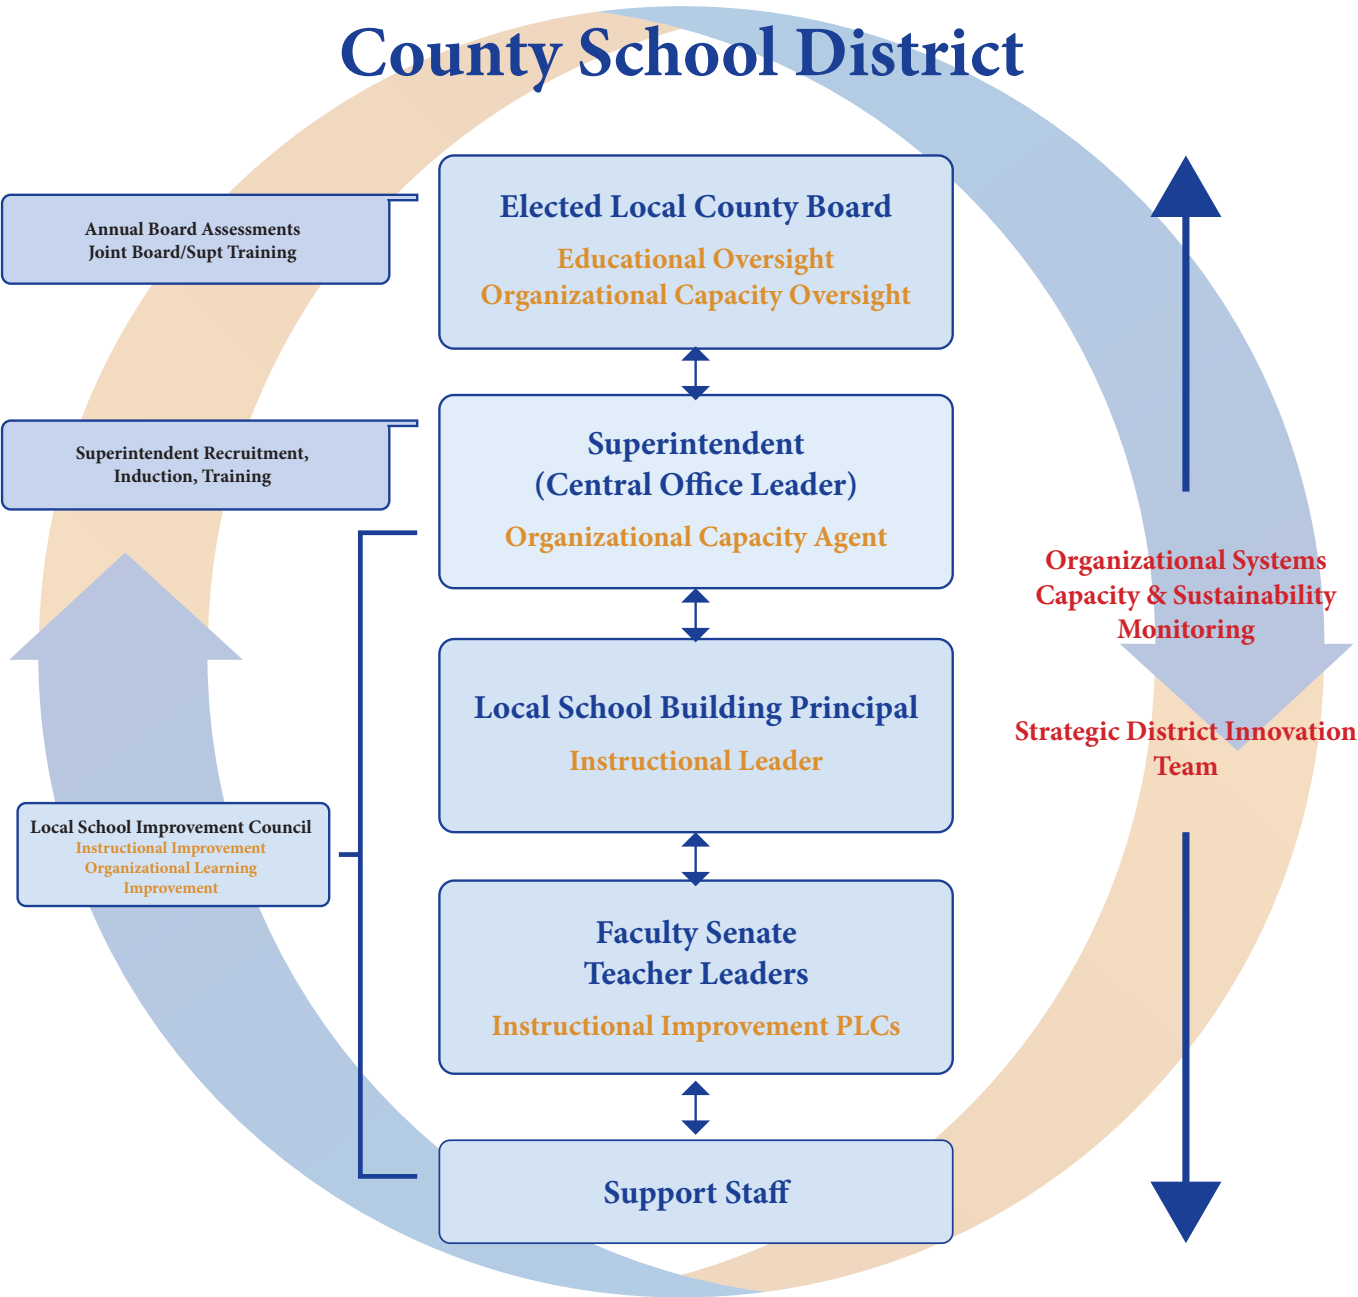 County School District
Elected Local County Board
Educational Oversight
Organizational Capacity Oversight
Annual Board Assessments
Joint Board/Supt Training
Superintendent
(Central Office Leader)
Organizational Capacity Agent
Superintendent Recruitment,
Induction, Training
Organizational Systems
Capacity & Sustainability
Monitoring
Local School Building Principal
Instructional Leader
Strategic District Innovation
Team
Local School Improvement Council
Instructional Improvement
Organizational Learning
Improvement
Faculty Senate
Teacher Leaders
Instructional Improvement PLCs
Support Staff